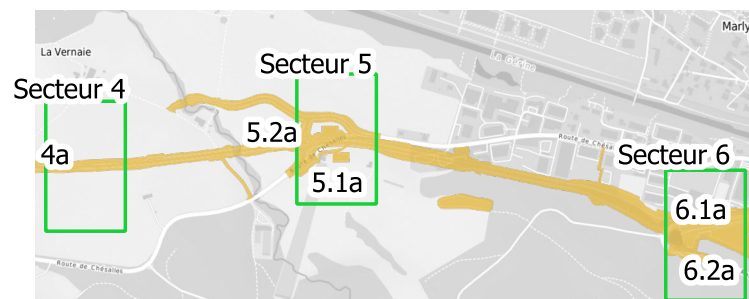 Marly
La Vernaie
La Gésine
Secteur 5
Secteur 4
5.2a
Route de Chésalles
4a
Secteur 6
5.1a
6.1a
Route de Chésalles
6.2a